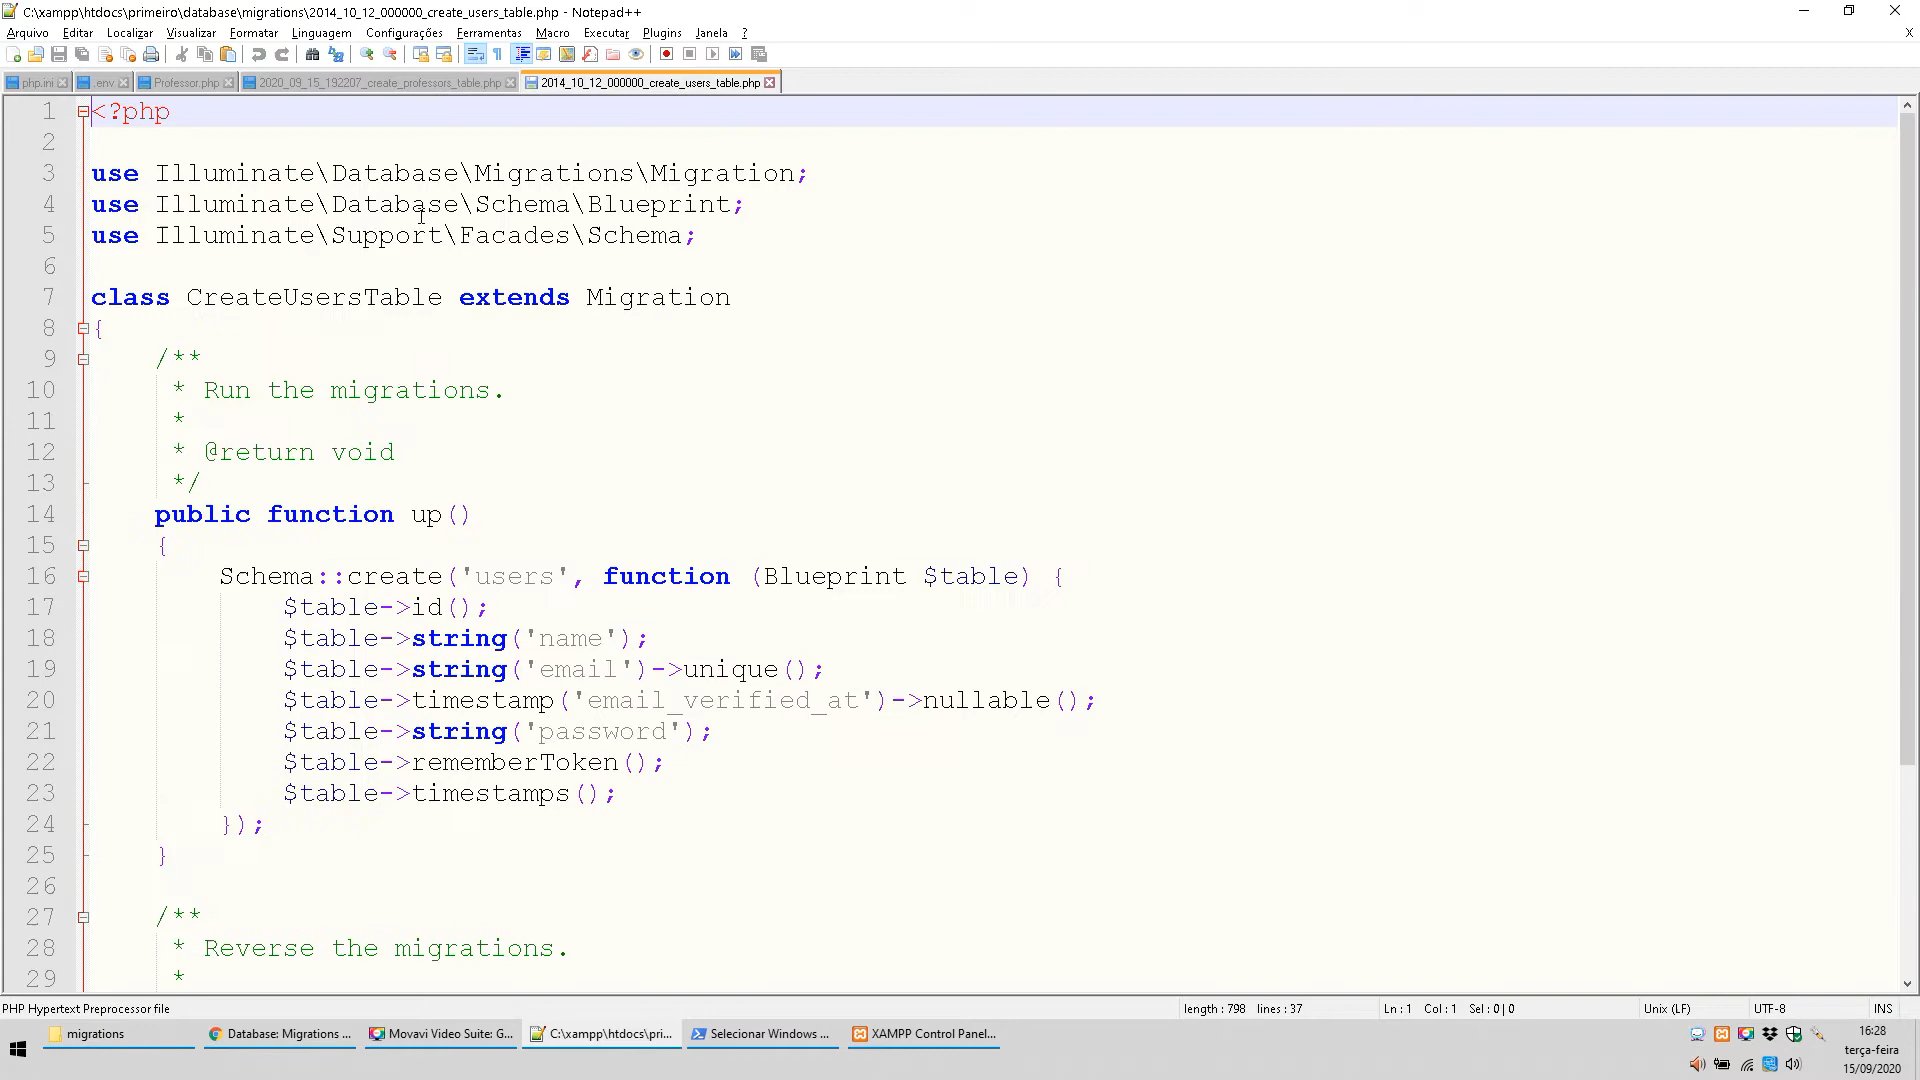 C:\xampp\htdocs\primeiro\database\migrations\2014_10_12_000000_create_users_table.php - Notepad++
Arquivo Editar Localizar Visualizar Formatar Linguagem Configurações Ferramentas Macro Executar Plugins Janela ? X
php.ini .env Professor.php 2020_09_15_192207_create_professors_table.php 2014_10_12_000000_create_users_table.php
1 <?php
2
3 use Illuminate\Database\Migrations\Migration;
4 use Illuminate\Database\Schema\Blueprint;
5 use Illuminate\Support\Facades\Schema;
6
7 class CreateUsersTable extends Migration
8 {
9 /**
10 * Run the migrations.
11 *
12 * @return void
13 */
14 public function up()
15 {
16 Schema::create('users', function (Blueprint $table) {
17 $table->id();
18 $table->string('name');
19 $table->string('email')->unique();
20 $table->timestamp('email_verified_at')->nullable();
21 $table->string('password');
22 $table->rememberToken();
23 $table->timestamps();
24 });
25 }
26
27 /**
28 * Reverse the migrations.
29 *
PHP Hypertext Preprocessor file length : 798 lines : 37 Ln : 1 Col : 1 Sel : 0 | 0 Unix (LF) UTF-8 INS
migrations Database: Migrations ... Movavi Video Suite: G... C:\xampp\htdocs\pri... Selecionar Windows ... XAMPP Control Panel...
16:28
terça-feira
15/09/2020